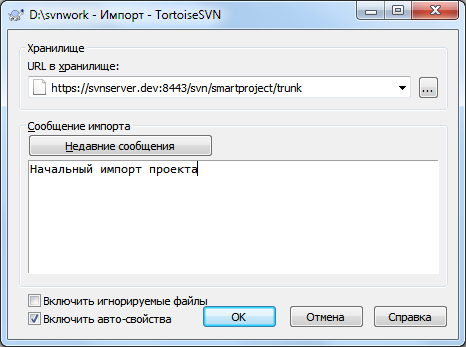 D:\svnwork - Импорт - TortoiseSVN
Хранилище
URL в хранилище:
https://svnserver.dev:8443/svn/smartproject/trunk
...
Сообщение импорта
Недавние сообщения
Начальный импорт проекта
Включить игнорируемые файлы
Включить авто-свойства
OK
Отмена
Справка